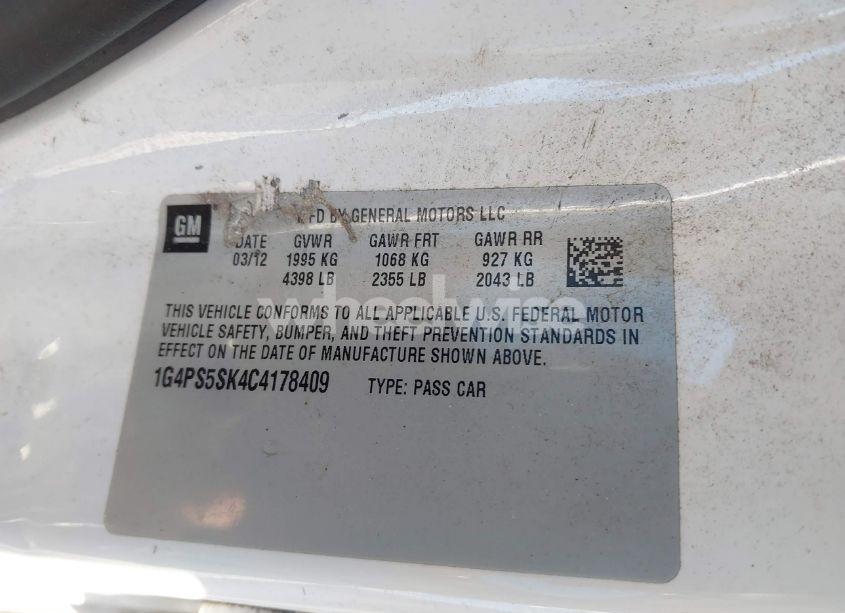 GM
MFD BY GENERAL MOTORS LLC
DATE GVWR GAWR FRT GAWR RR
03/12 1995 KG 1068 KG 927 KG
4398 LB 2355 LB 2043 LB
THIS VEHICLE CONFORMS TO ALL APPLICABLE U.S. FEDERAL MOTOR
VEHICLE SAFETY, BUMPER, AND THEFT PREVENTION STANDARDS IN
EFFECT ON THE DATE OF MANUFACTURE SHOWN ABOVE.
1G4PS5SK4C4178409 TYPE: PASS CAR